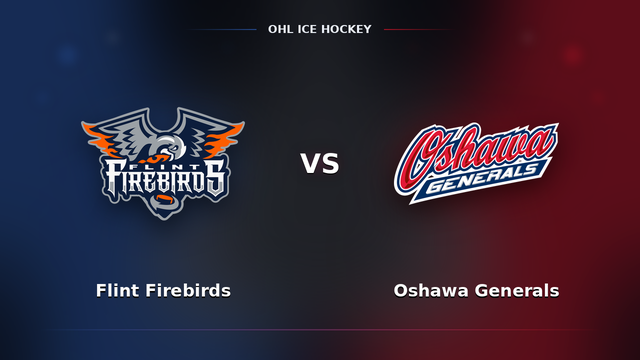 OHL ICE HOCKEY
FLINT
FIREBIRDS
VS
Oshawa
GENERALS
Flint Firebirds
Oshawa Generals